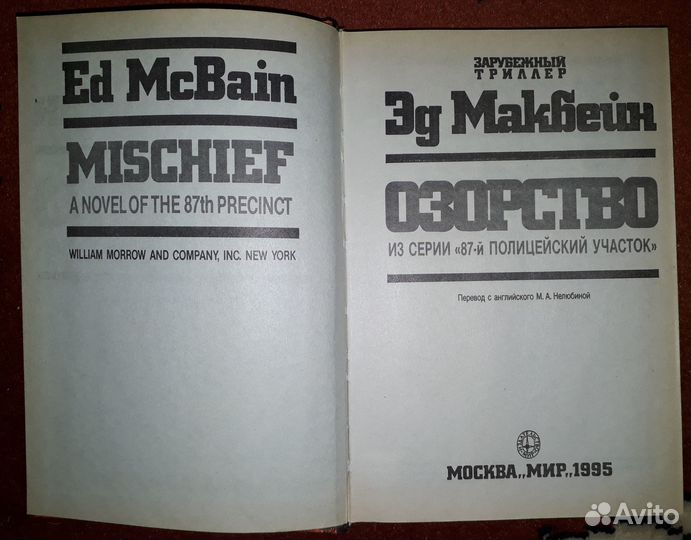 Ed McBain
MISCHIEF
A NOVEL OF THE 87th PRECINCT
WILLIAM MORROW AND COMPANY, INC. NEW YORK
ЗАРУБЕЖНЫЙ
ТРИЛЛЕР
Эд Макбейн
ОЗОРСТВО
ИЗ СЕРИИ «87-й ПОЛИЦЕЙСКИЙ УЧАСТОК»
Перевод с английского М. А. Нелюбиной
МОСКВА „МИР„ 1995
Avito